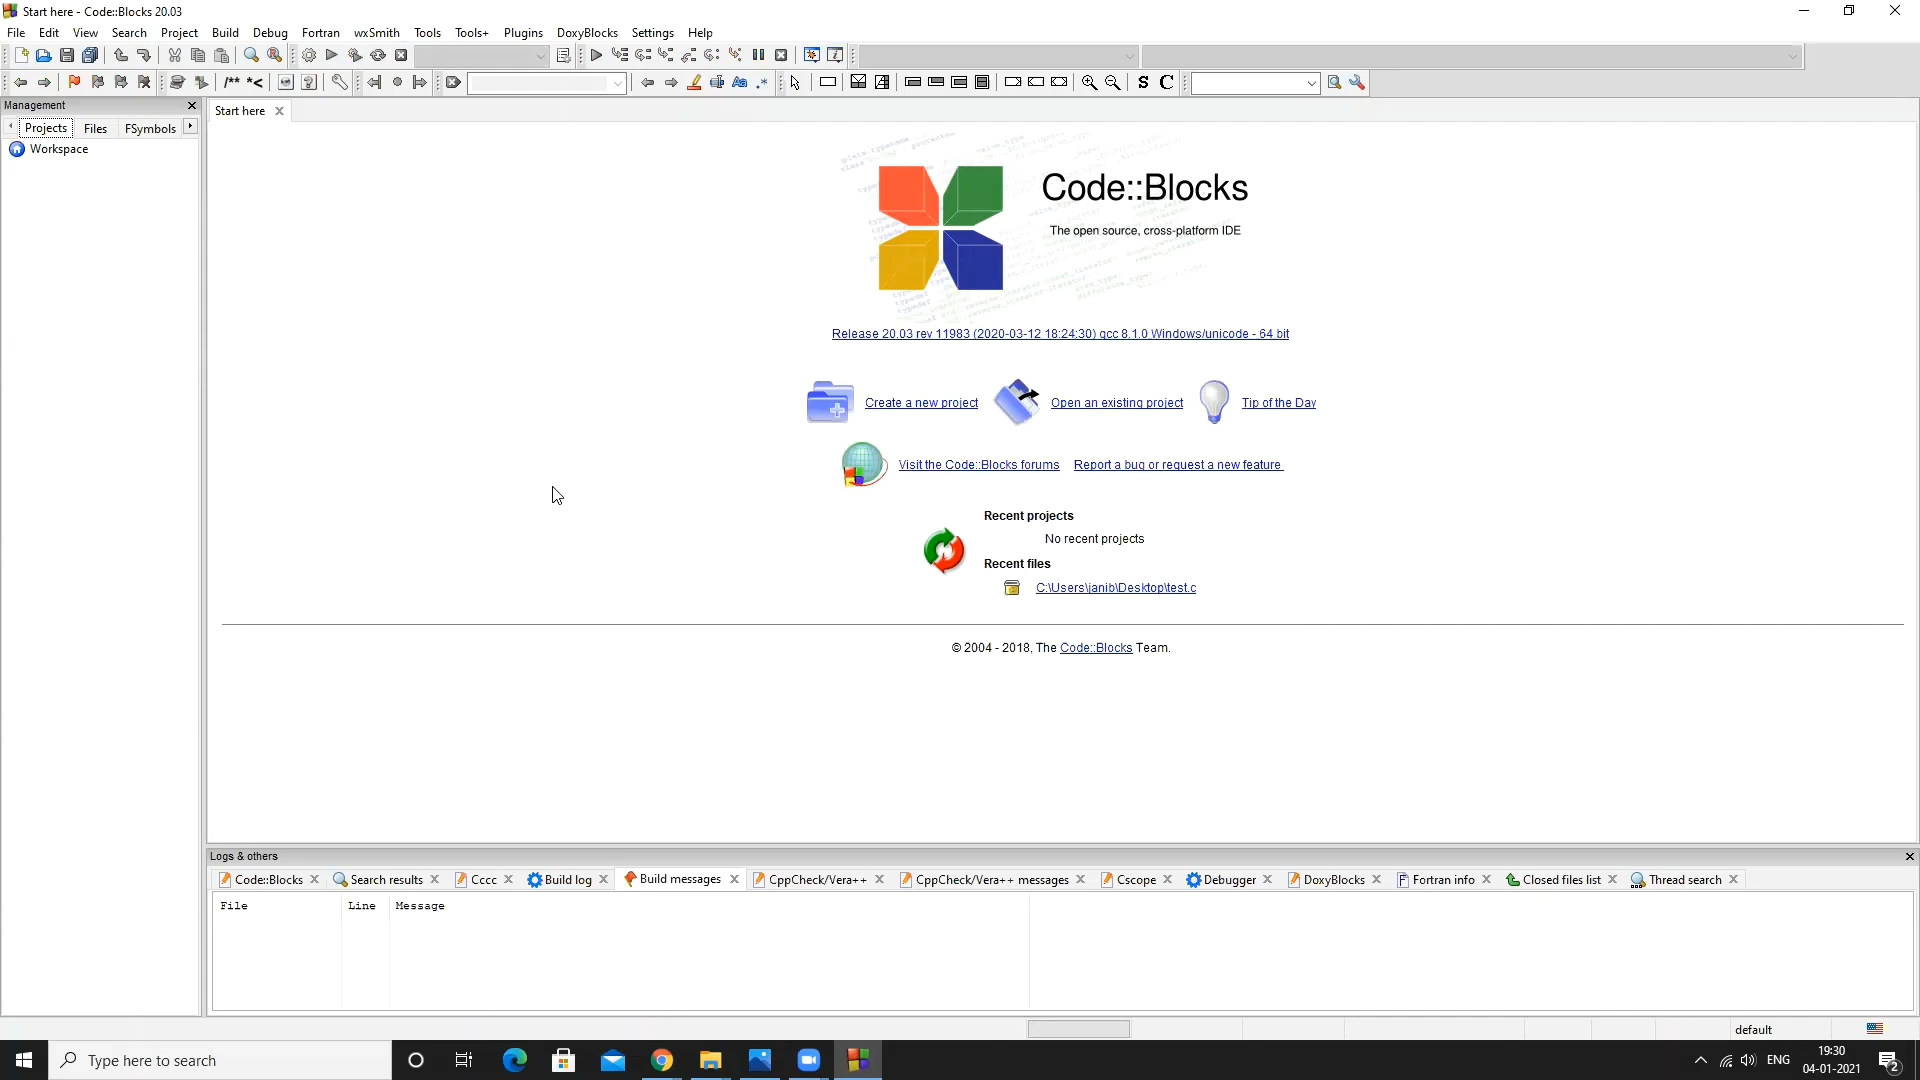 Start here - Code::Blocks 20.03
File Edit View Search Project Build Debug Fortran wxSmith Tools Tools+ Plugins DoxyBlocks Settings Help
/** *< Aa .* S C
Management
Projects Files FSymbols
Start here
Workspace
Code::Blocks
The open source, cross-platform IDE
Release 20.03 rev 11983 (2020-03-12 18:24:30) gcc 8.1.0 Windows/unicode - 64 bit
Create a new project Open an existing project Tip of the Day
Visit the Code::Blocks forums Report a bug or request a new feature
Recent projects
No recent projects
Recent files
C:\Users\janib\Desktop\test.c
© 2004 - 2018, The Code::Blocks Team.
Logs & others
Code::Blocks Search results Cccc Build log Build messages CppCheck/Vera++ CppCheck/Vera++ messages Cscope Debugger DoxyBlocks Fortran info Closed files list Thread search
File Line Message
default
Type here to search
ENG
19:30
04-01-2021
2